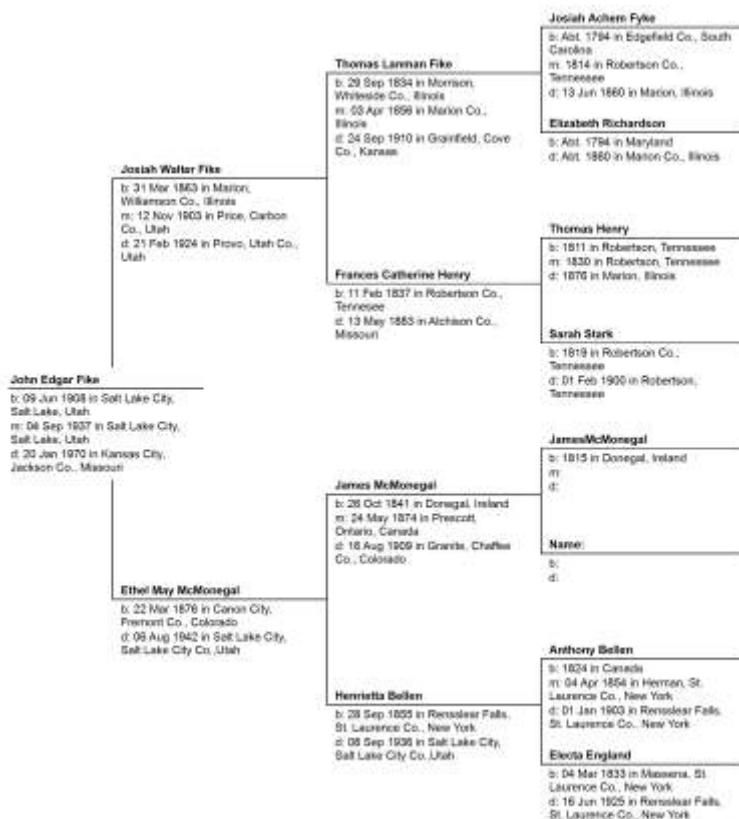 Josiah Achem Fyke
b: Abt. 1794 in Edgefield Co., South
Carolina
m: 1814 in Robertson Co.,
Tennessee
d: 13 Jun 1860 in Marion, Illinois
Thomas Lanman Fike
b: 29 Sep 1834 in Morrison,
Whiteside Co., Illinois
m: 03 Apr 1856 in Marion Co.,
Illinois
d: 24 Sep 1910 in Grainfield, Cove
Co., Kansas
Elizabeth Richardson
b: Abt. 1794 in Maryland
d: Abt. 1860 in Marion Co., Illinois
Josiah Walter Fike
b: 31 Mar 1863 in Marion,
Williamson Co., Illinois
m: 12 Nov 1903 in Price, Carbon
Co., Utah
d: 21 Feb 1924 in Provo, Utah Co.,
Utah
Thomas Henry
b: 1811 in Robertson, Tennessee
m: 1830 in Robertson, Tennessee
d: 1876 in Marion, Illinois
Frances Catherine Henry
b: 11 Feb 1837 in Robertson Co.,
Tennesee
d: 13 May 1883 in Atchison Co.,
Missouri
Sarah Stark
b: 1819 in Robertson Co.,
Tennessee
d: 01 Feb 1900 in Robertson,
Tennessee
John Edgar Fike
b: 09 Jun 1908 in Salt Lake City,
Salt Lake, Utah
m: 04 Sep 1937 in Salt Lake City,
Salt Lake, Utah
d: 20 Jan 1970 in Kansas City,
Jackson Co., Missouri
JamesMcMonegal
b: 1815 in Donegal, Ireland
m:
d:
James McMonegal
b: 26 Oct 1841 in Donegal, Ireland
m: 24 May 1874 in Prescott,
Ontario, Canada
d: 16 Aug 1909 in Granite, Chaffee
Co., Colorado
Name:
b:
d:
Ethel May McMonegal
b: 22 Mar 1876 in Canon City,
Fremont Co., Colorado
d: 06 Aug 1942 in Salt Lake City,
Salt Lake City Co.,Utah
Anthony Bellen
b: 1824 in Canada
m: 04 Apr 1854 in Herman, St.
Laurence Co., New York
d: 01 Jan 1903 in Rensslear Falls,
St. Laurence Co., New York
Henrietta Bellen
b: 28 Sep 1855 in Rensslear Falls,
St. Laurence Co., New York
d: 08 Sep 1936 in Salt Lake City,
Salt Lake City Co.,Utah
Electa England
b: 04 Mar 1833 in Massena, St.
Laurence Co., New York
d: 16 Jun 1925 in Rensslear Falls,
St. Laurence Co., New York